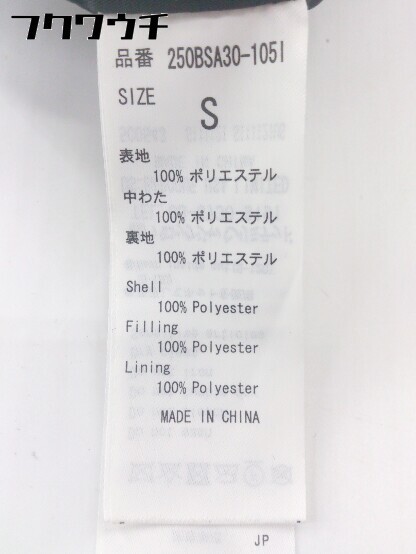 フクワウチ
品番 250BSA30-105I
SIZE
S
表地
100% ポリエステル
中わた
100% ポリエステル
裏地
100% ポリエステル
Shell
100% Polyester
Filling
100% Polyester
Lining
100% Polyester
MADE IN CHINA
JP